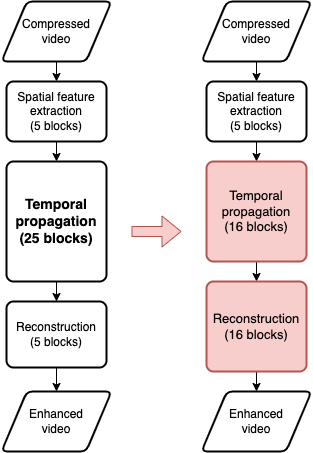 Compressed
video
Spatial feature
extraction
(5 blocks)
Temporal
propagation
(25 blocks)
Reconstruction
(5 blocks)
Enhanced
video
Compressed
video
Spatial feature
extraction
(5 blocks)
Temporal
propagation
(16 blocks)
Reconstruction
(16 blocks)
Enhanced
video